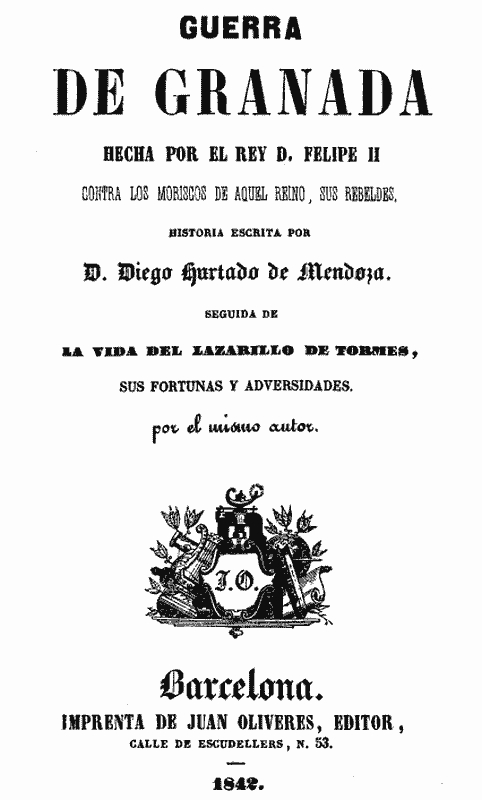 GUERRA
DE GRANADA
HECHA POR EL REY D. FELIPE II
CONTRA LOS MORISCOS DE AQUEL REINO, SUS REBELDES,
HISTORIA ESCRITA POR
D. Diego Hurtado de Mendoza.
SEGUIDA DE
LA VIDA DEL LAZARILLO DE TORMES,
SUS FORTUNAS Y ADVERSIDADES.
por el mismo autor.
J.O.
Barcelona.
IMPRENTA DE JUAN OLIVERES, EDITOR,
CALLE DE ESCUDELLERS, N. 53.
1842.